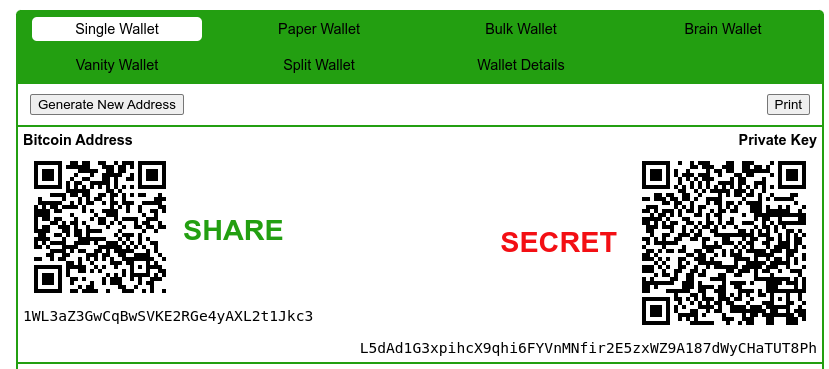 Single Wallet Paper Wallet Bulk Wallet Brain Wallet
Vanity Wallet Split Wallet Wallet Details
Generate New Address Print
Bitcoin Address Private Key
SHARE
SECRET
1WL3aZ3GwCqBwSVKE2RGe4yAXL2t1Jkc3
L5dAd1G3xpihcX9qhi6FYVnMNfir2E5zxWZ9A187dWyCHaTUT8Ph